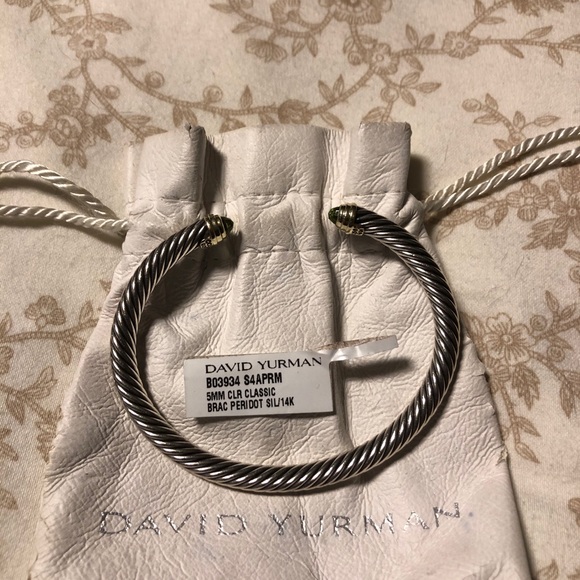 DAVID YURMAN
B03934 S4APRM
5MM CLR CLASSIC
BRAC PERIDOT SIL/14K
DAVID YURMAN